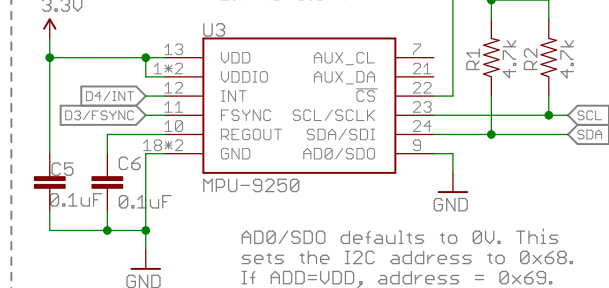 3.3V
U3
13 VDD AUX_CL 7
1*2 VDDIO AUX_DA 21
D4/INT 12 INT CS 22
D3/FSYNC 11 FSYNC SCL/SCLK 23 SCL
10 REGOUT SDA/SDI 24 SDA
18*2 GND AD0/SDO 9
R1 4.7k R2 4.7k
C5 C6
0.1uF 0.1uF
MPU-9250
GND
GND
AD0/SDO defaults to 0V. This
sets the I2C address to 0x68.
If ADD=VDD, address = 0x69.